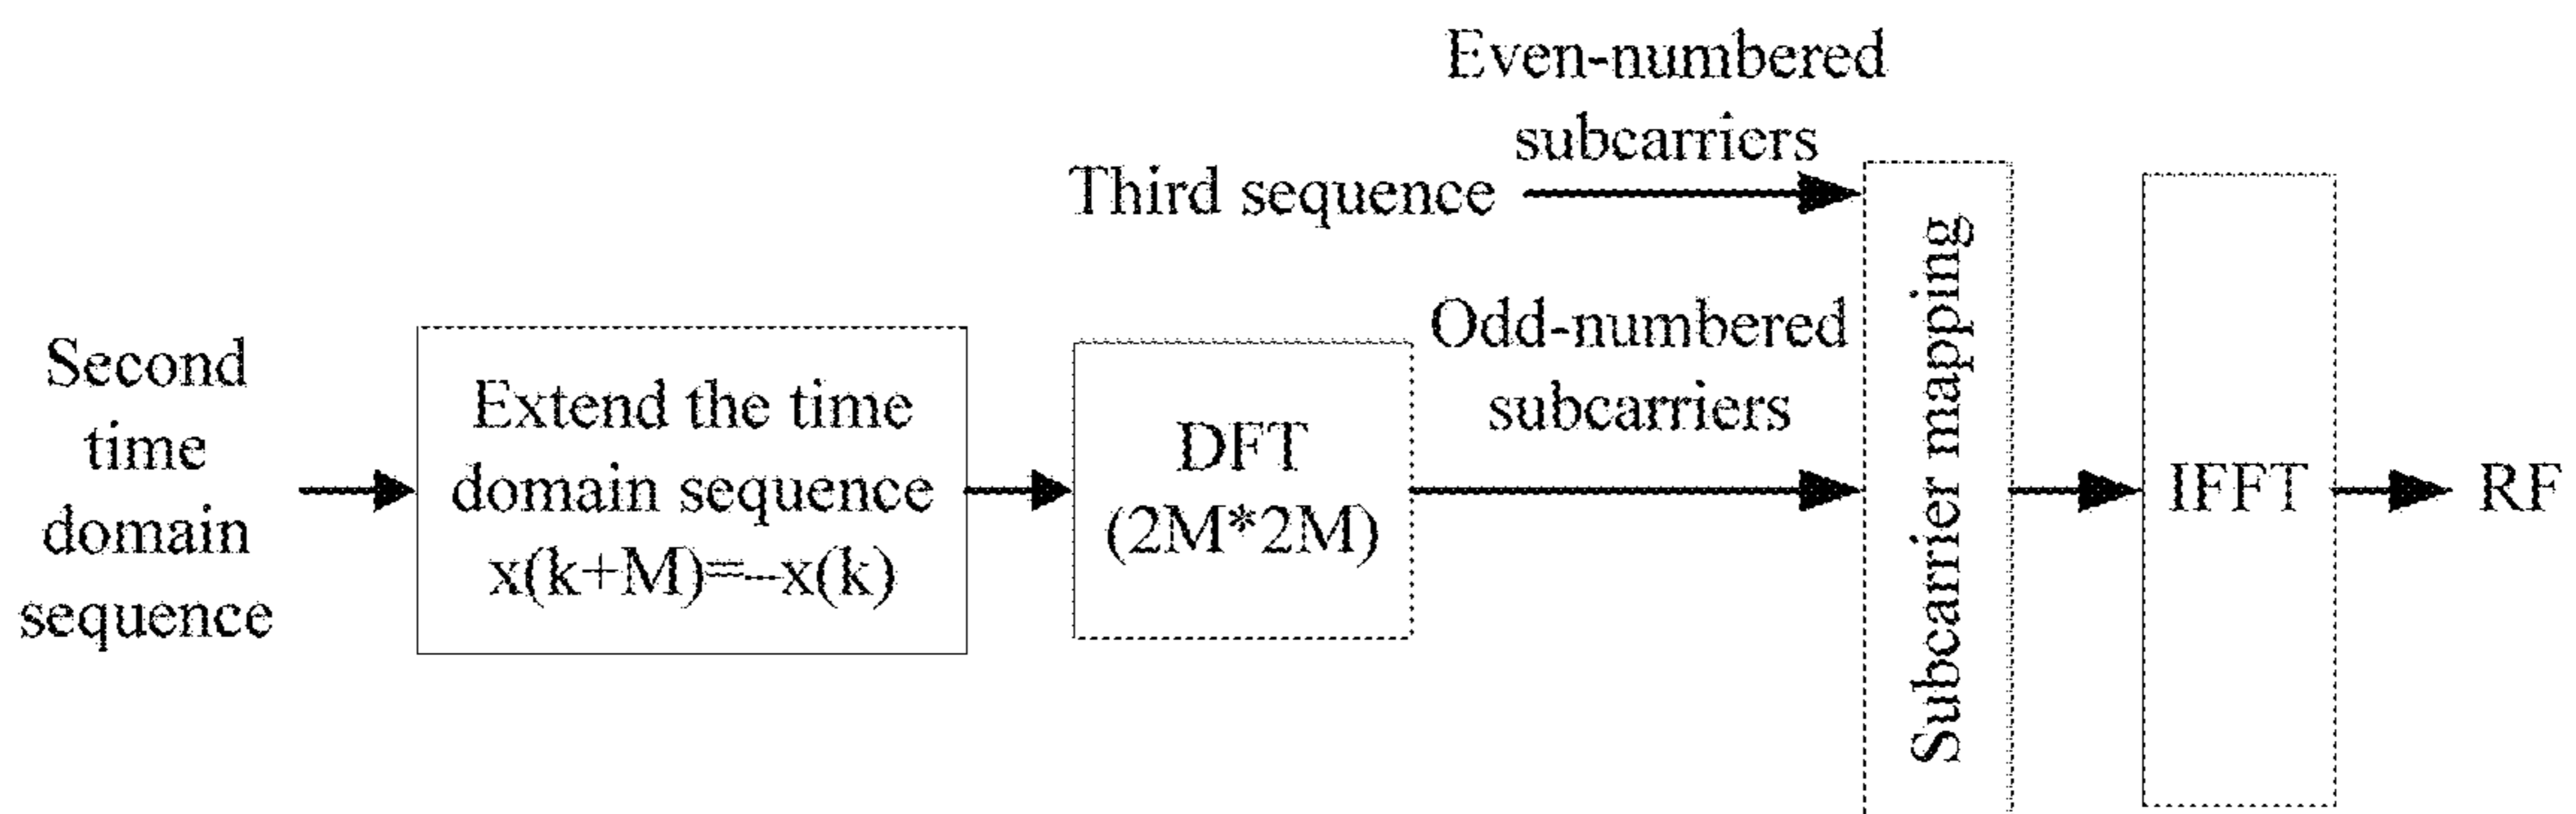 Even-numbered
subcarriers
Third sequence
Second
time
domain
sequence
Extend the time
domain sequence
x(k+M)=-x(k)
DFT
(2M*2M)
Odd-numbered
subcarriers
Subcarrier mapping
IFFT
RF